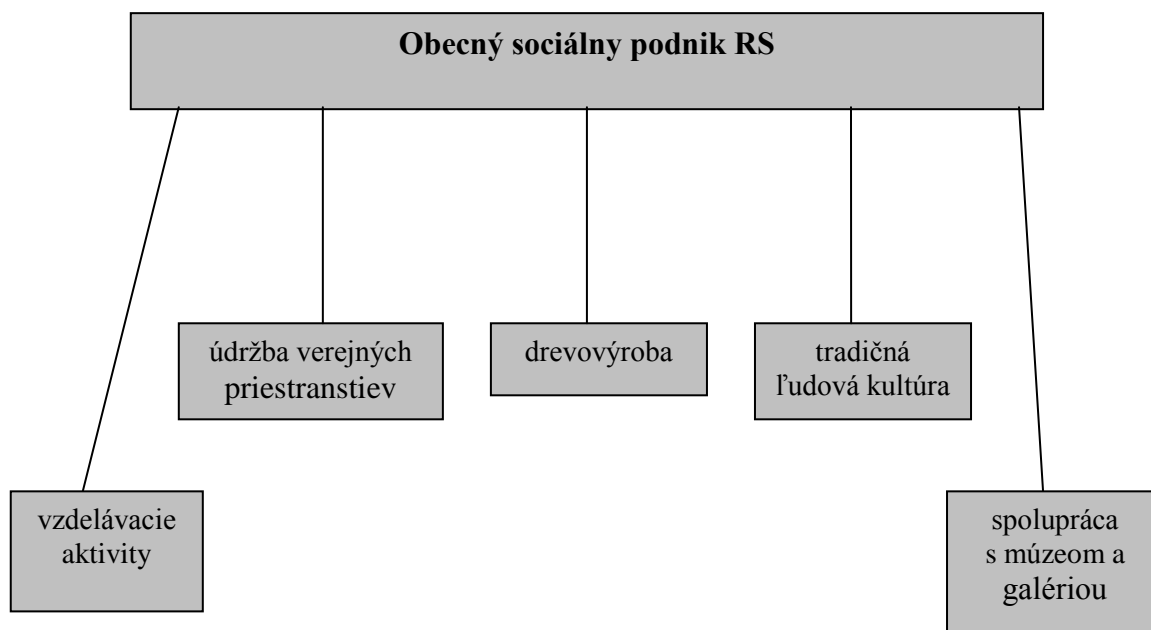 Obecný sociálny podnik RS
údržba verejných
priestranstiev
drevovýroba
tradičná
ľudová kultúra
vzdelávacie
aktivity
spolupráca
s múzeom a
galériou